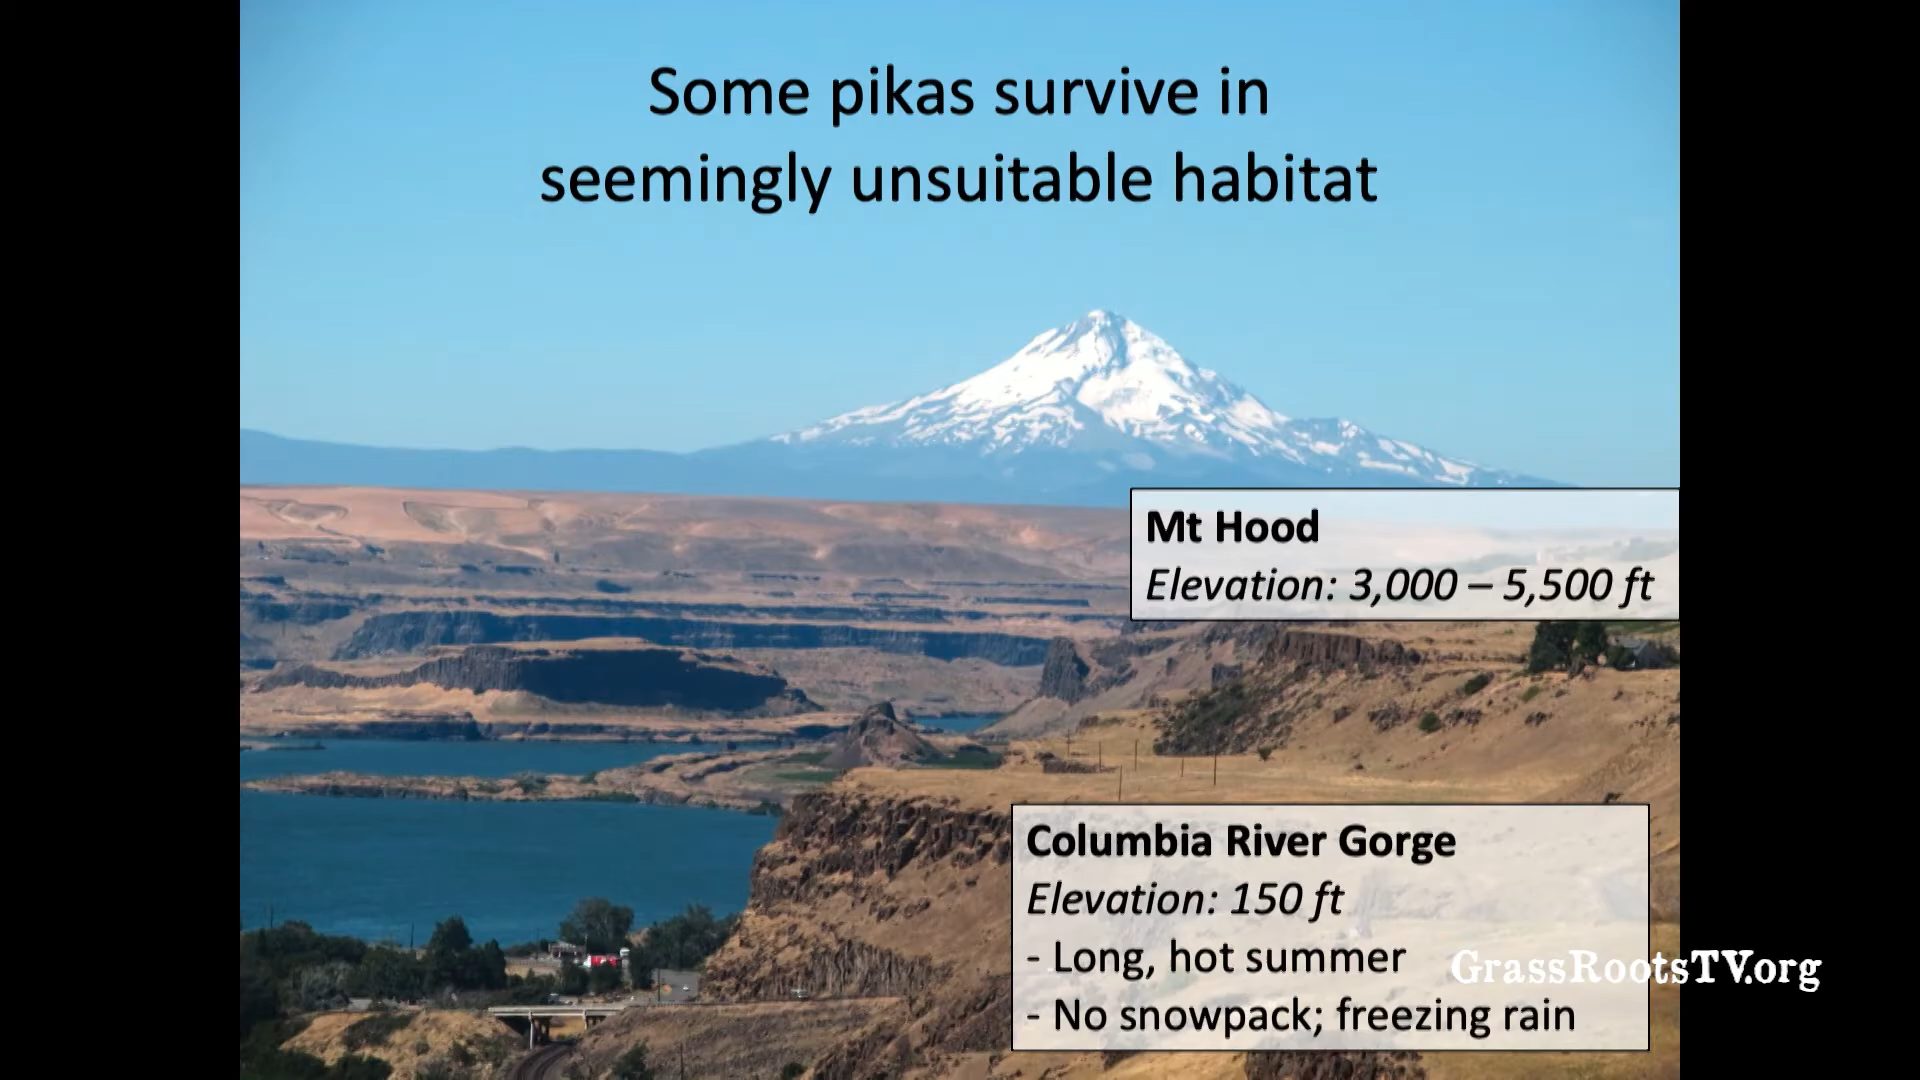 Some pikas survive in
seemingly unsuitable habitat
Mt Hood
Elevation: 3,000 – 5,500 ft
Columbia River Gorge
Elevation: 150 ft
- Long, hot summer
- No snowpack; freezing rain
GrassRootsTV.org